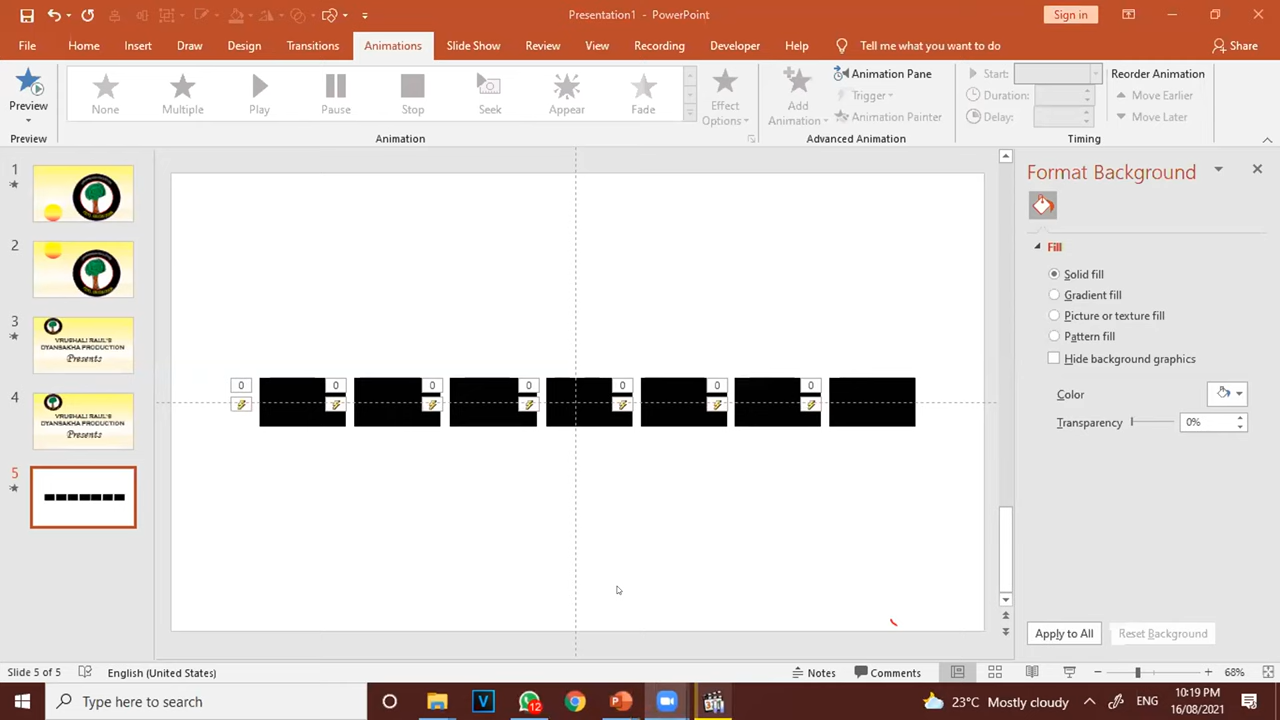 Presentation1 - PowerPoint
Sign in
File
Home
Insert
Draw
Design
Transitions
Animations
Slide Show
Review
View
Recording
Developer
Help
Tell me what you want to do
Share
Preview
None
Multiple
Play
Pause
Stop
Seek
Appear
Fade
Effect
Options
Add
Animation
Animation Pane
Trigger
Animation Painter
Start:
Duration:
Delay:
Reorder Animation
Move Earlier
Move Later
Preview
Animation
Advanced Animation
Timing
1
2
3
VRUSHALI RAUL'S
DYANSAKHA PRODUCTION
Presents
4
VRUSHALI RAUL'S
DYANSAKHA PRODUCTION
Presents
5
0
0
0
0
0
0
0
Format Background
Fill
Solid fill
Gradient fill
Picture or texture fill
Pattern fill
Hide background graphics
Color
Transparency
0%
Apply to All
Reset Background
Slide 5 of 5
English (United States)
Notes
Comments
68%
Type here to search
V
12
23°C Mostly cloudy
ENG
10:19 PM
16/08/2021